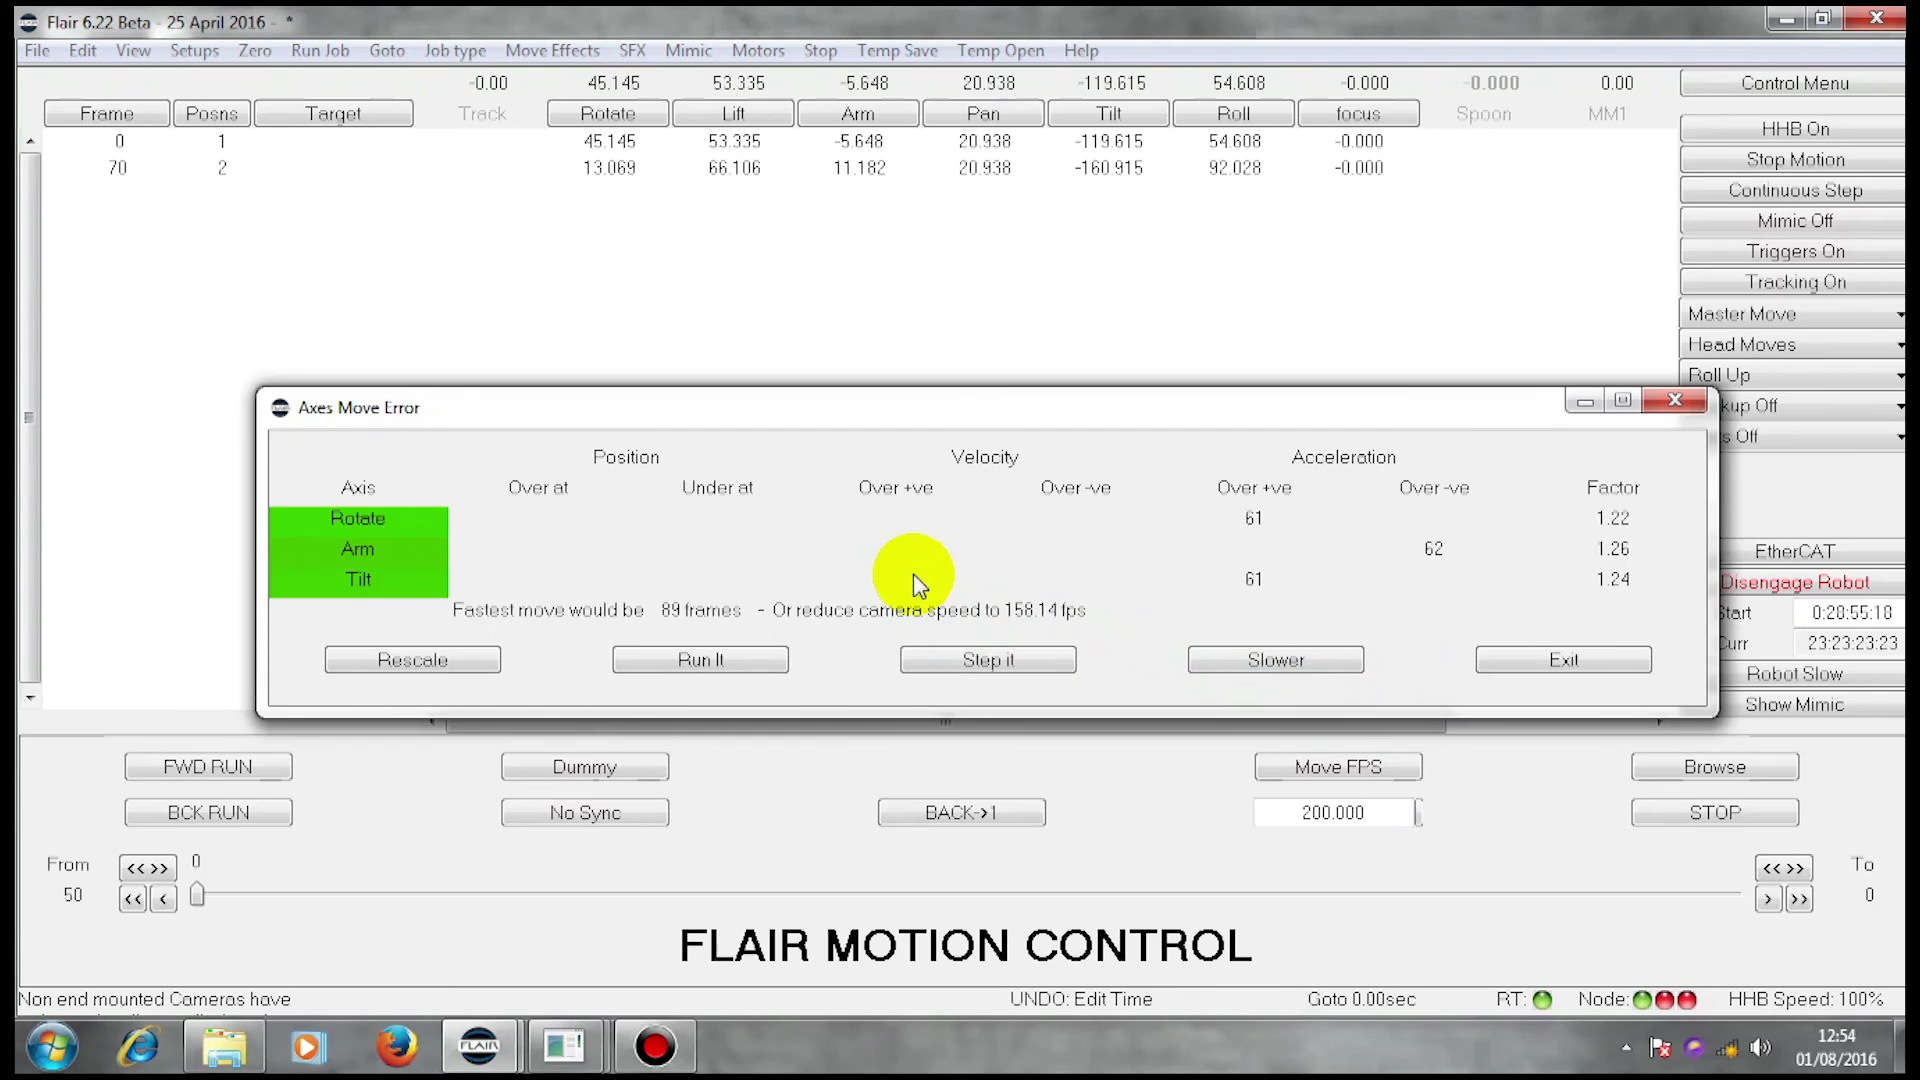 Flair 6.22 Beta - 25 April 2016 - *
File Edit View Setups Zero Run Job Goto Job type Move Effects SFX Mimic Motors Stop Temp Save Temp Open Help
-0.00 45.145 53.335 -5.648 20.938 -119.615 54.608 -0.000 -0.000 0.00
Control Menu
Frame Posns Target Track Rotate Lift Arm Pan Tilt Roll focus Spoon MM1
0 1 45.145 53.335 -5.648 20.938 -119.615 54.608 -0.000
70 2 13.069 66.106 11.182 20.938 -160.915 92.028 -0.000
HHB On
Stop Motion
Continuous Step
Mimic Off
Triggers On
Tracking On
Master Move
Head Moves
Roll Up
kup Off
s Off
Axes Move Error
Position Velocity Acceleration
Axis Over at Under at Over +ve Over -ve Over +ve Over -ve Factor
Rotate 61 1.22
Arm 62 1.26
Tilt 61 1.24
Fastest move would be 89 frames - Or reduce camera speed to 158.14 fps
Rescale Run It Step it Slower Exit
EtherCAT
Disengage Robot
Start 0:28:55:18
Curr 23:23:23:23
Robot Slow
Show Mimic
FWD RUN Dummy Move FPS Browse
BCK RUN No Sync BACK->1 200.000 STOP
From << >> 0 << >> To
50 << < > >> 0
FLAIR MOTION CONTROL
Non end mounted Cameras have UNDO: Edit Time Goto 0.00sec RT: Node: HHB Speed: 100%
FLAIR
12:54
01/08/2016